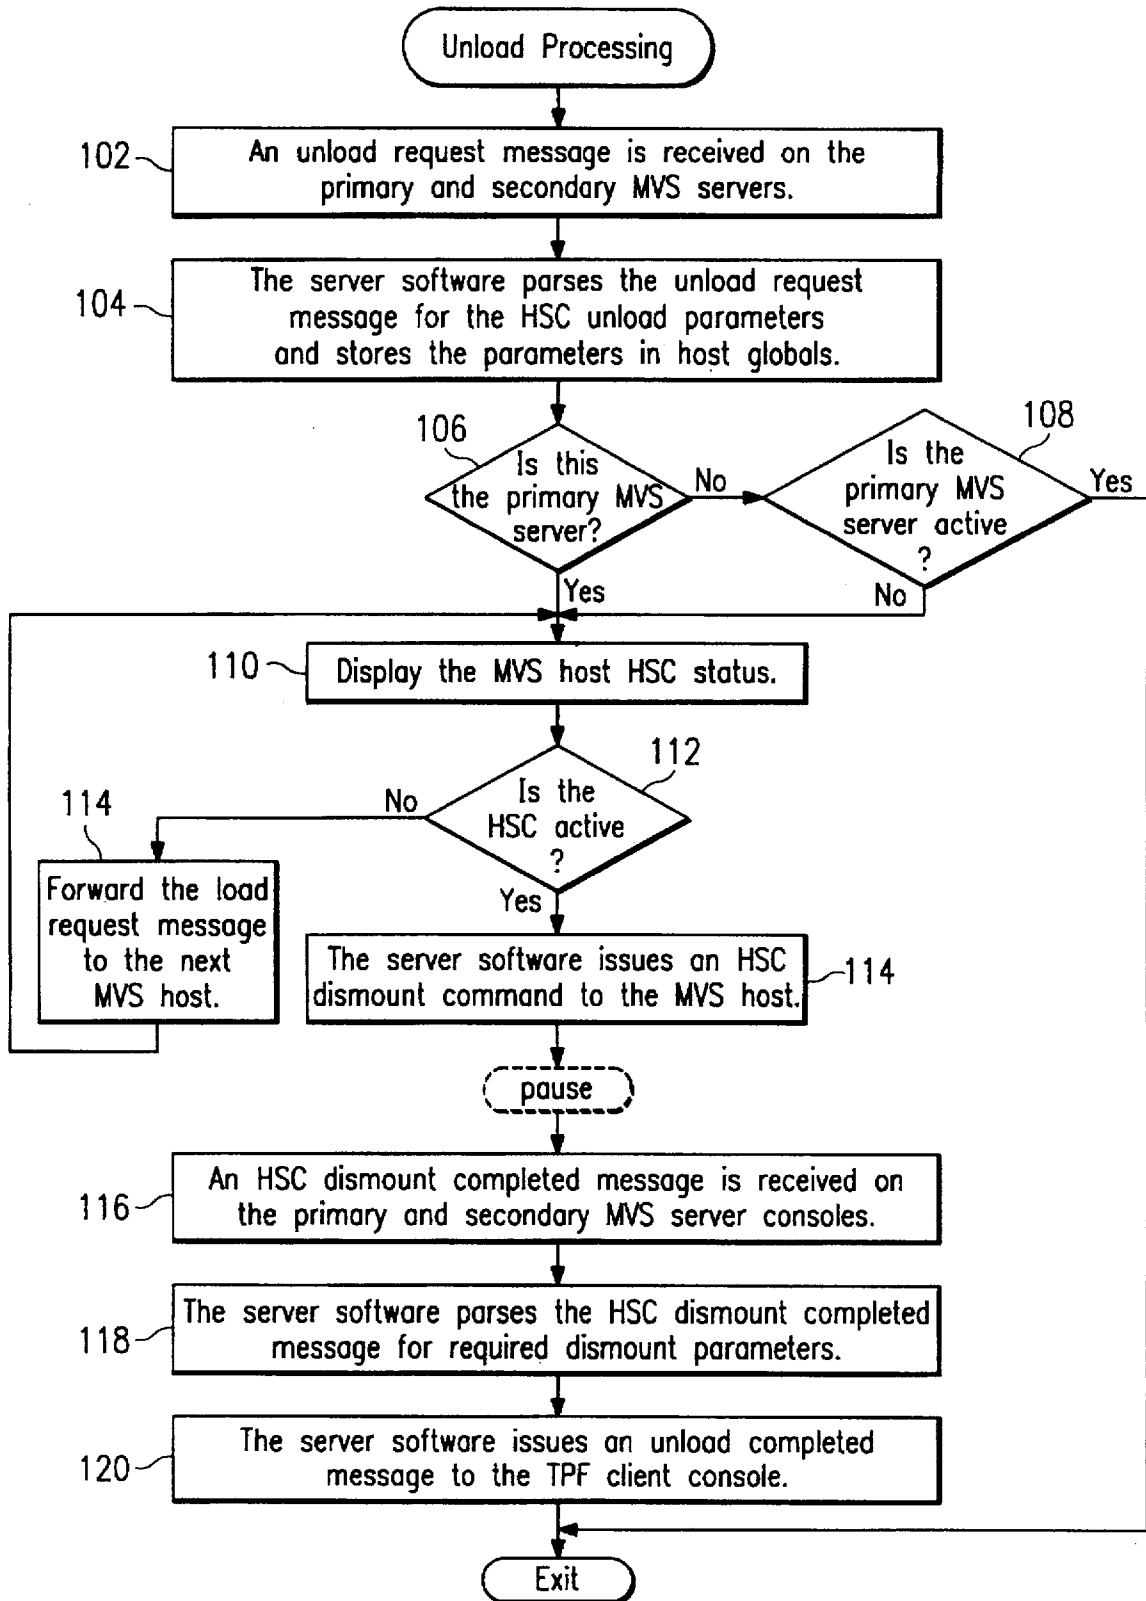 Unload Processing
102
An unload request message is received on the
primary and secondary MVS servers.
104
The server software parses the unload request
message for the HSC unload parameters
and stores the parameters in host globals.
106
Is this
the primary MVS
server?
No
108
Is the
primary MVS
server active
?
Yes
Yes
No
110
Display the MVS host HSC status.
112
Is the
HSC active
?
No
114
Forward the load
request message
to the next
MVS host.
Yes
The server software issues an HSC
dismount command to the MVS host.
114
pause
116
An HSC dismount completed message is received on
the primary and secondary MVS server consoles.
118
The server software parses the HSC dismount completed
message for required dismount parameters.
120
The server software issues an unload completed
message to the TPF client console.
Exit